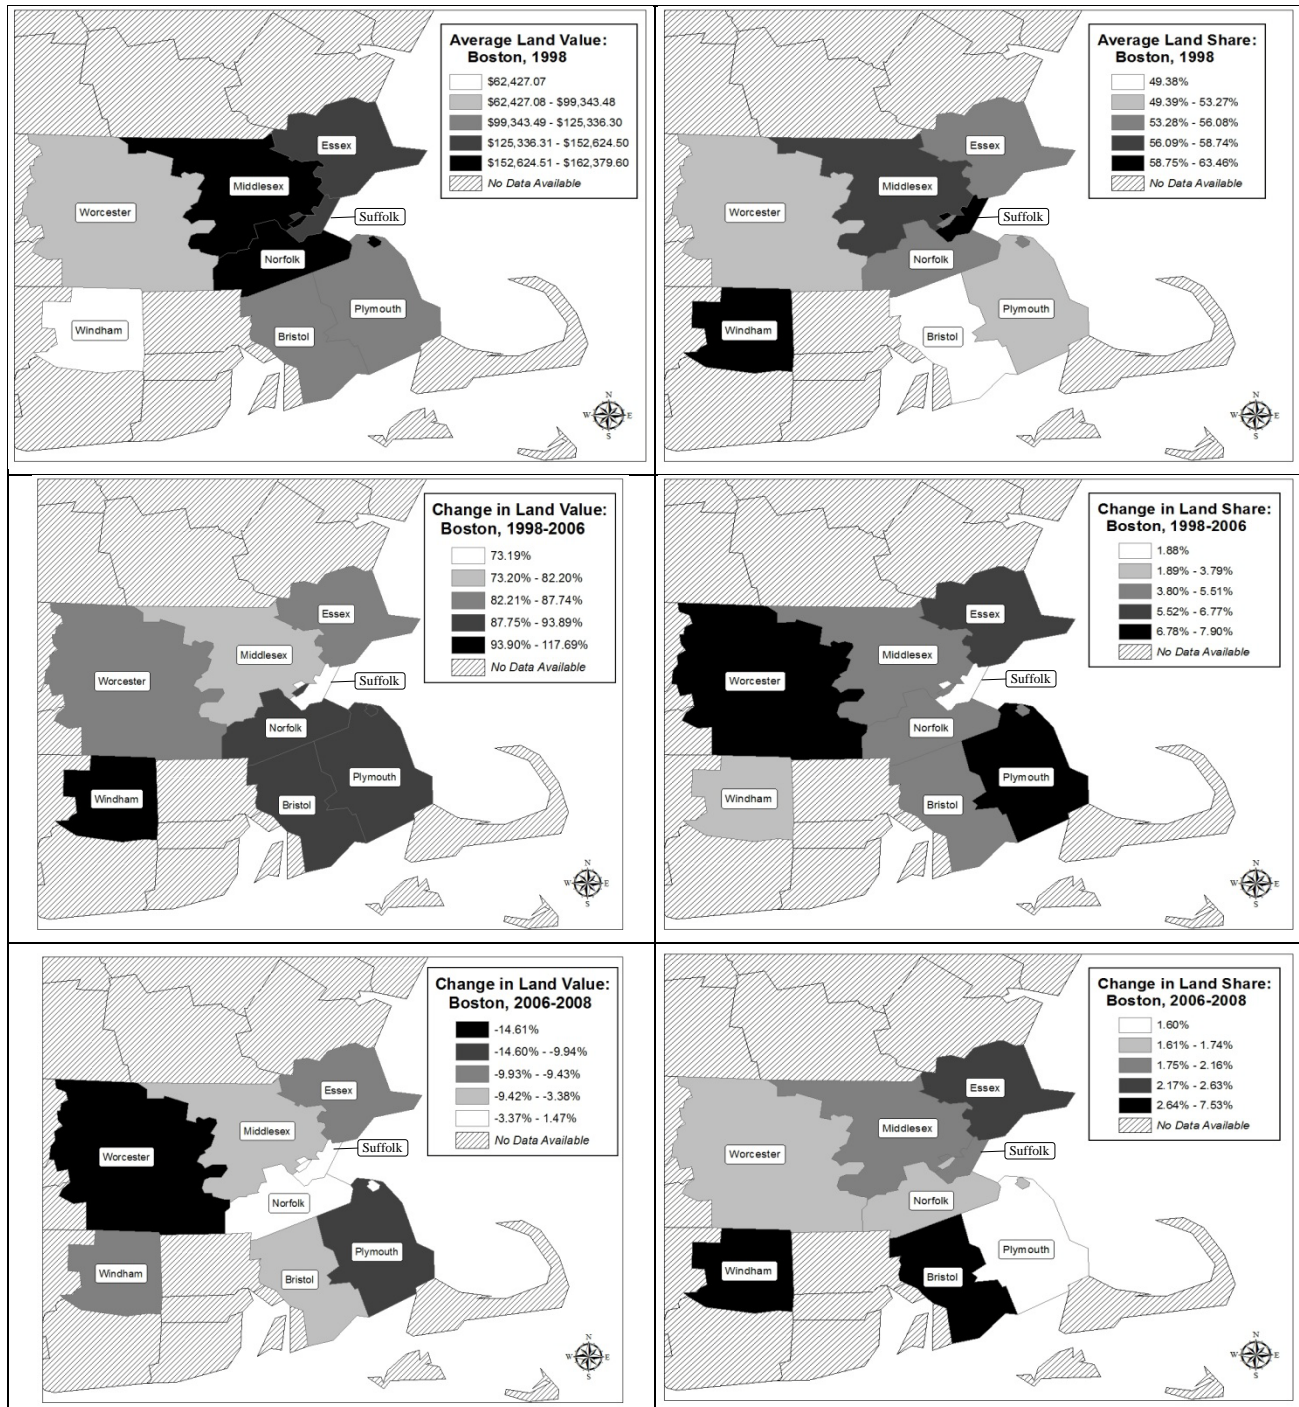 Average Land Value:
Boston, 1998
$62,427.07
$62,427.08 - $99,343.48
$99,343.49 - $125,336.30
$125,336.31 - $152,624.50
$152,624.51 - $162,379.60
No Data Available
Essex
Middlesex
Worcester
Suffolk
Norfolk
Plymouth
Windham
Bristol
N
W E
S
Average Land Share:
Boston, 1998
49.38%
49.39% - 53.27%
53.28% - 56.08%
56.09% - 58.74%
58.75% - 63.46%
No Data Available
Essex
Middlesex
Worcester
Suffolk
Norfolk
Plymouth
Windham
Bristol
N
W E
S
Change in Land Value:
Boston, 1998-2006
73.19%
73.20% - 82.20%
82.21% - 87.74%
87.75% - 93.89%
93.90% - 117.69%
No Data Available
Essex
Middlesex
Worcester
Suffolk
Norfolk
Plymouth
Windham
Bristol
N
W E
S
Change in Land Share:
Boston, 1998-2006
1.88%
1.89% - 3.79%
3.80% - 5.51%
5.52% - 6.77%
6.78% - 7.90%
No Data Available
Essex
Middlesex
Worcester
Suffolk
Norfolk
Plymouth
Windham
Bristol
N
W E
S
Change in Land Value:
Boston, 2006-2008
-14.61%
-14.60% - -9.94%
-9.93% - -9.43%
-9.42% - -3.38%
-3.37% - 1.47%
No Data Available
Essex
Middlesex
Suffolk
Worcester
Norfolk
Plymouth
Windham
Bristol
N
W E
S
Change in Land Share:
Boston, 2006-2008
1.60%
1.61% - 1.74%
1.75% - 2.16%
2.17% - 2.63%
2.64% - 7.53%
No Data Available
Essex
Middlesex
Suffolk
Worcester
Norfolk
Plymouth
Windham
Bristol
N
W E
S